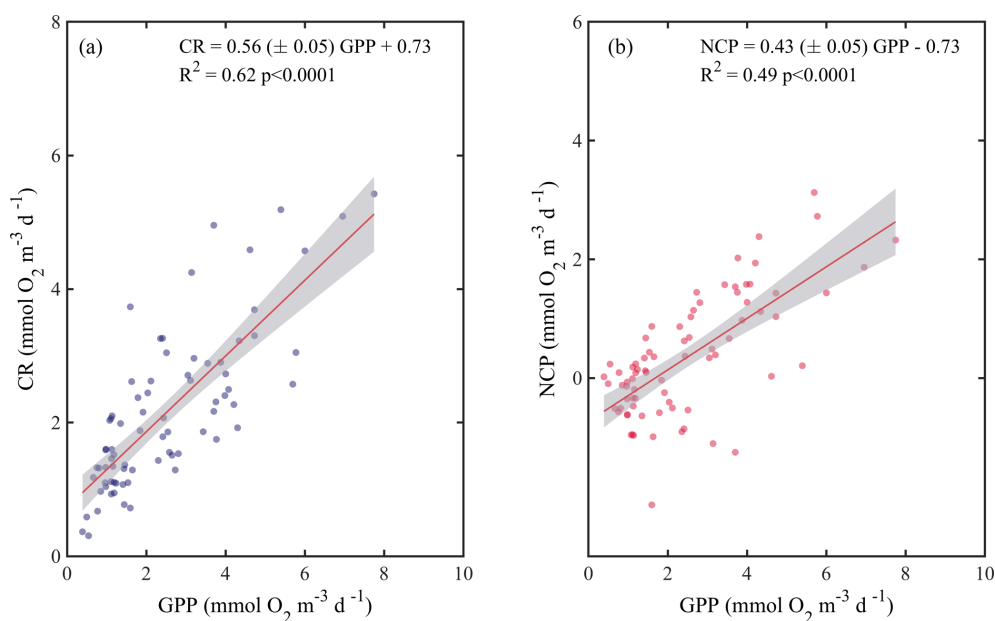 (a)
CR = 0.56 (± 0.05) GPP + 0.73
R² = 0.62 p<0.0001
8
6
4
2
0
CR (mmol O₂ m⁻³ d ⁻¹)
0 2 4 6 8 10
GPP (mmol O₂ m⁻³ d ⁻¹)
(b)
NCP = 0.43 (± 0.05) GPP - 0.73
R² = 0.49 p<0.0001
6
4
2
0
NCP (mmol O₂ m⁻³ d ⁻¹)
0 2 4 6 8 10
GPP (mmol O₂ m⁻³ d ⁻¹)